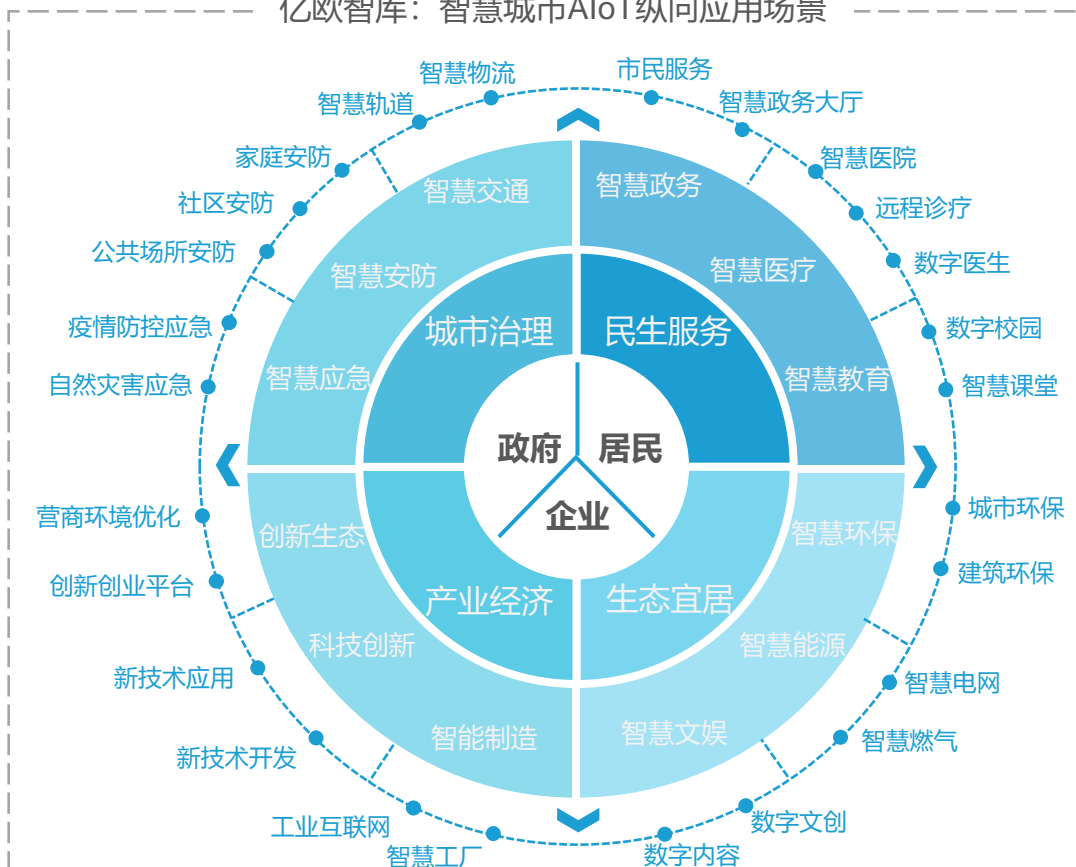 亿欧智库：智慧城市AIoT纵向应用场景
智慧物流
市民服务
智慧轨道
智慧政务大厅
家庭安防
智慧医院
社区安防
远程诊疗
公共场所安防
数字医生
疫情防控应急
数字校园
自然灾害应急
智慧课堂
营商环境优化
城市环保
创新创业平台
建筑环保
新技术应用
智慧电网
新技术开发
智慧燃气
工业互联网
数字文创
智慧工厂
数字内容
智慧交通
智慧政务
智慧安防
智慧医疗
智慧应急
智慧教育
创新生态
智慧环保
科技创新
智慧能源
智能制造
智慧文娱
城市治理
民生服务
产业经济
生态宜居
政府
居民
企业